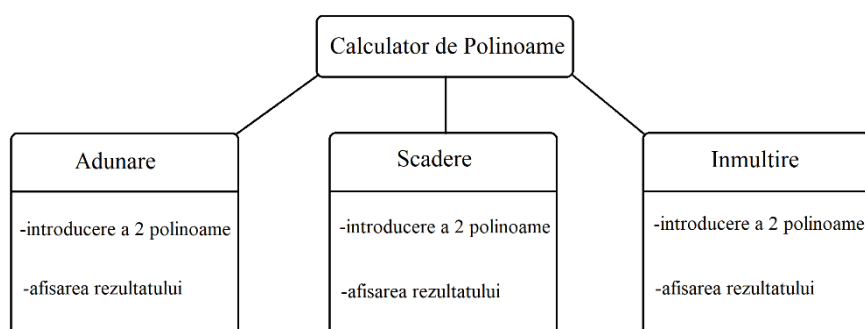 Calculator de Polinoame
Adunare
-introducere a 2 polinoame
-afisarea rezultatului
Scadere
-introducere a 2 polinoame
-afisarea rezultatului
Inmultire
-introducere a 2 polinoame
-afisarea rezultatului